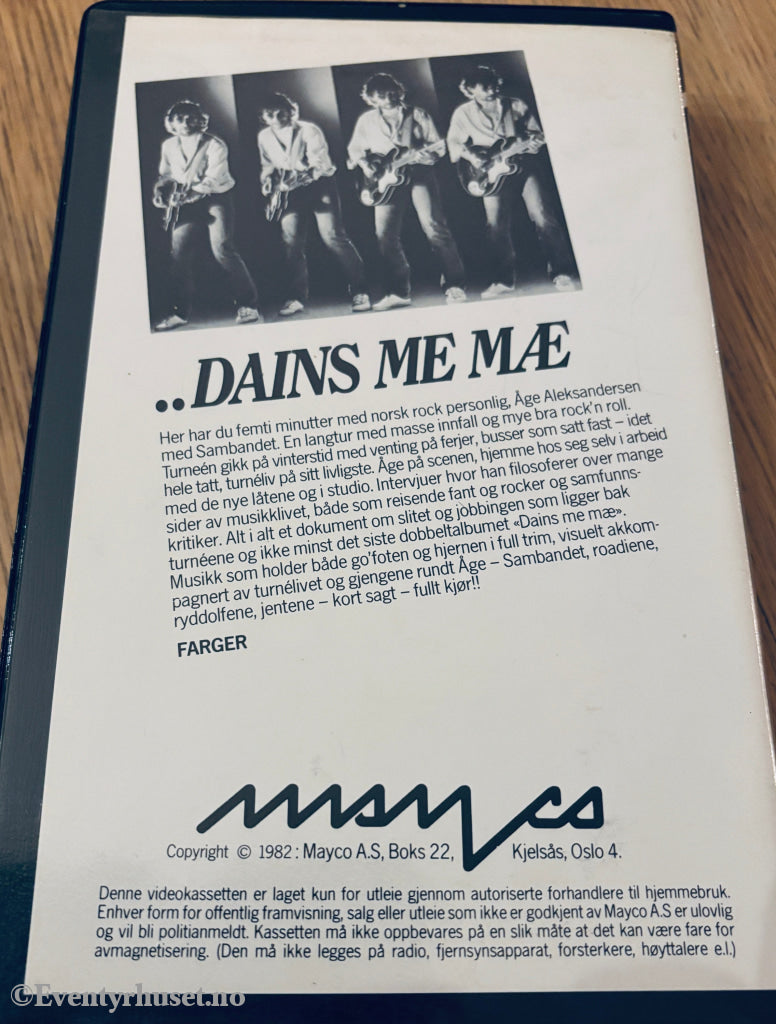 ..DAINS ME MÆ
Her har du femti minutter med norsk rock personlig, Åge Aleksandersen
med Sambandet. En langtur med masse innfall og mye bra rock'n roll.
Turneén gikk på vinterstid med venting på ferjer, busser som satt fast – idet
hele tatt, turnéliv på sitt livligste. Åge på scenen, hjemme hos seg selv i arbeid
med de nye låtene og i studio. Intervjuer hvor han filosoferer over mange
sider av musikklivet, både som reisende fant og rocker og samfunns-
kritiker. Alt i alt et dokument om slitet og jobbingen som ligger bak
turnéene og ikke minst det siste dobbeltalbumet «Dains me mæ».
Musikk som holder både go'foten og hjernen i full trim, visuelt akkom-
pagnert av turnélivet og gjengene rundt Åge – Sambandet, roadiene,
ryddolfene, jentene – kort sagt – fullt kjør!!
FARGER
mayco
Copyright © 1982: Mayco A.S, Boks 22, Kjelsås, Oslo 4.
Denne videokassetten er laget kun for utleie gjennom autoriserte forhandlere til hjemmebruk.
Enhver form for offentlig framvisning, salg eller utleie som ikke er godkjent av Mayco A.S er ulovlig
og vil bli politianmeldt. Kassetten må ikke oppbevares på en slik måte at det kan være fare for
avmagnetisering. (Den må ikke legges på radio, fjernsynsapparat, forsterkere, høyttalere e.l.)
©Eventyrhuset.no